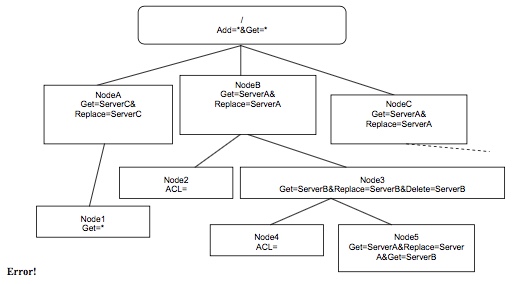 /
Add=*&Get=*
NodeA
Get=ServerC&
Replace=ServerC
NodeB
Get=ServerA&
Replace=ServerA
NodeC
Get=ServerA&
Replace=ServerA
Node2
ACL=
Node3
Get=ServerB&Replace=ServerB&Delete=ServerB
Node1
Get=*
Node4
ACL=
Node5
Get=ServerA&Replace=Server
A&Get=ServerB
Error!